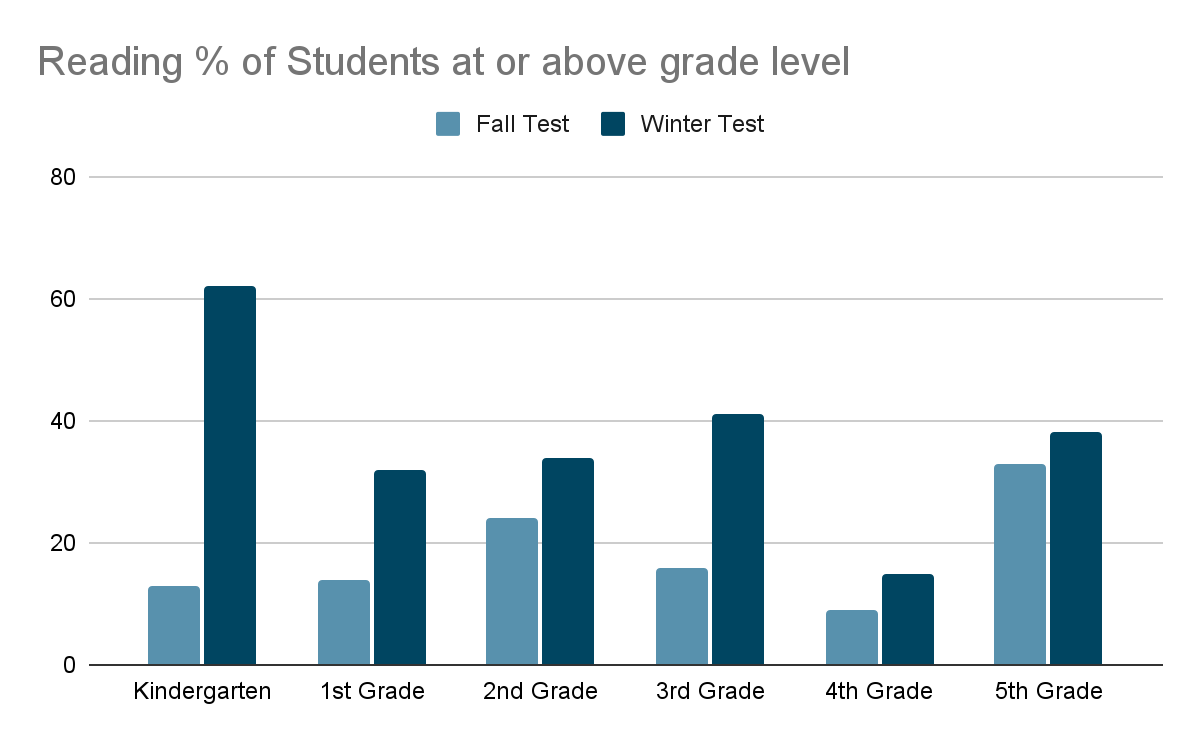 Reading % of Students at or above grade level
Fall Test Winter Test
80
60
40
20
0
Kindergarten 1st Grade 2nd Grade 3rd Grade 4th Grade 5th Grade